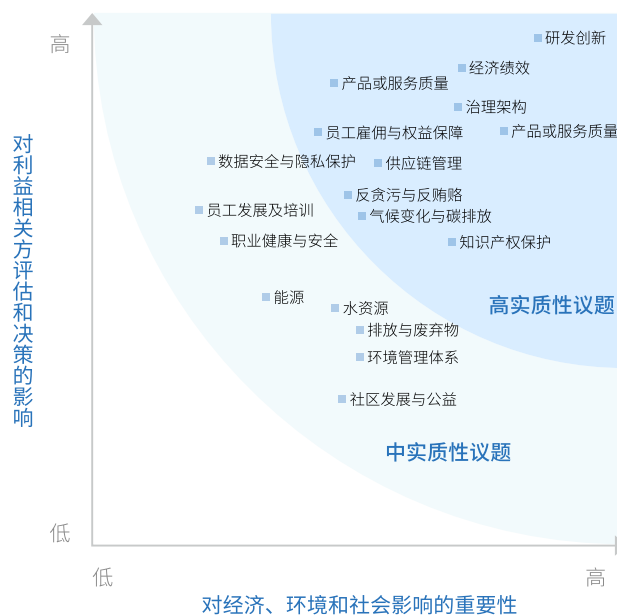 高
研发创新
经济绩效
产品或服务质量
治理架构
员工雇佣与权益保障
产品或服务质量
数据安全与隐私保护
供应链管理
反贪污与反贿赂
员工发展及培训
气候变化与碳排放
职业健康与安全
知识产权保护
能源
水资源
高实质性议题
排放与废弃物
环境管理体系
社区发展与公益
中实质性议题
对利益相关方评估和决策的影响
低
低
高
对经济、环境和社会影响的重要性